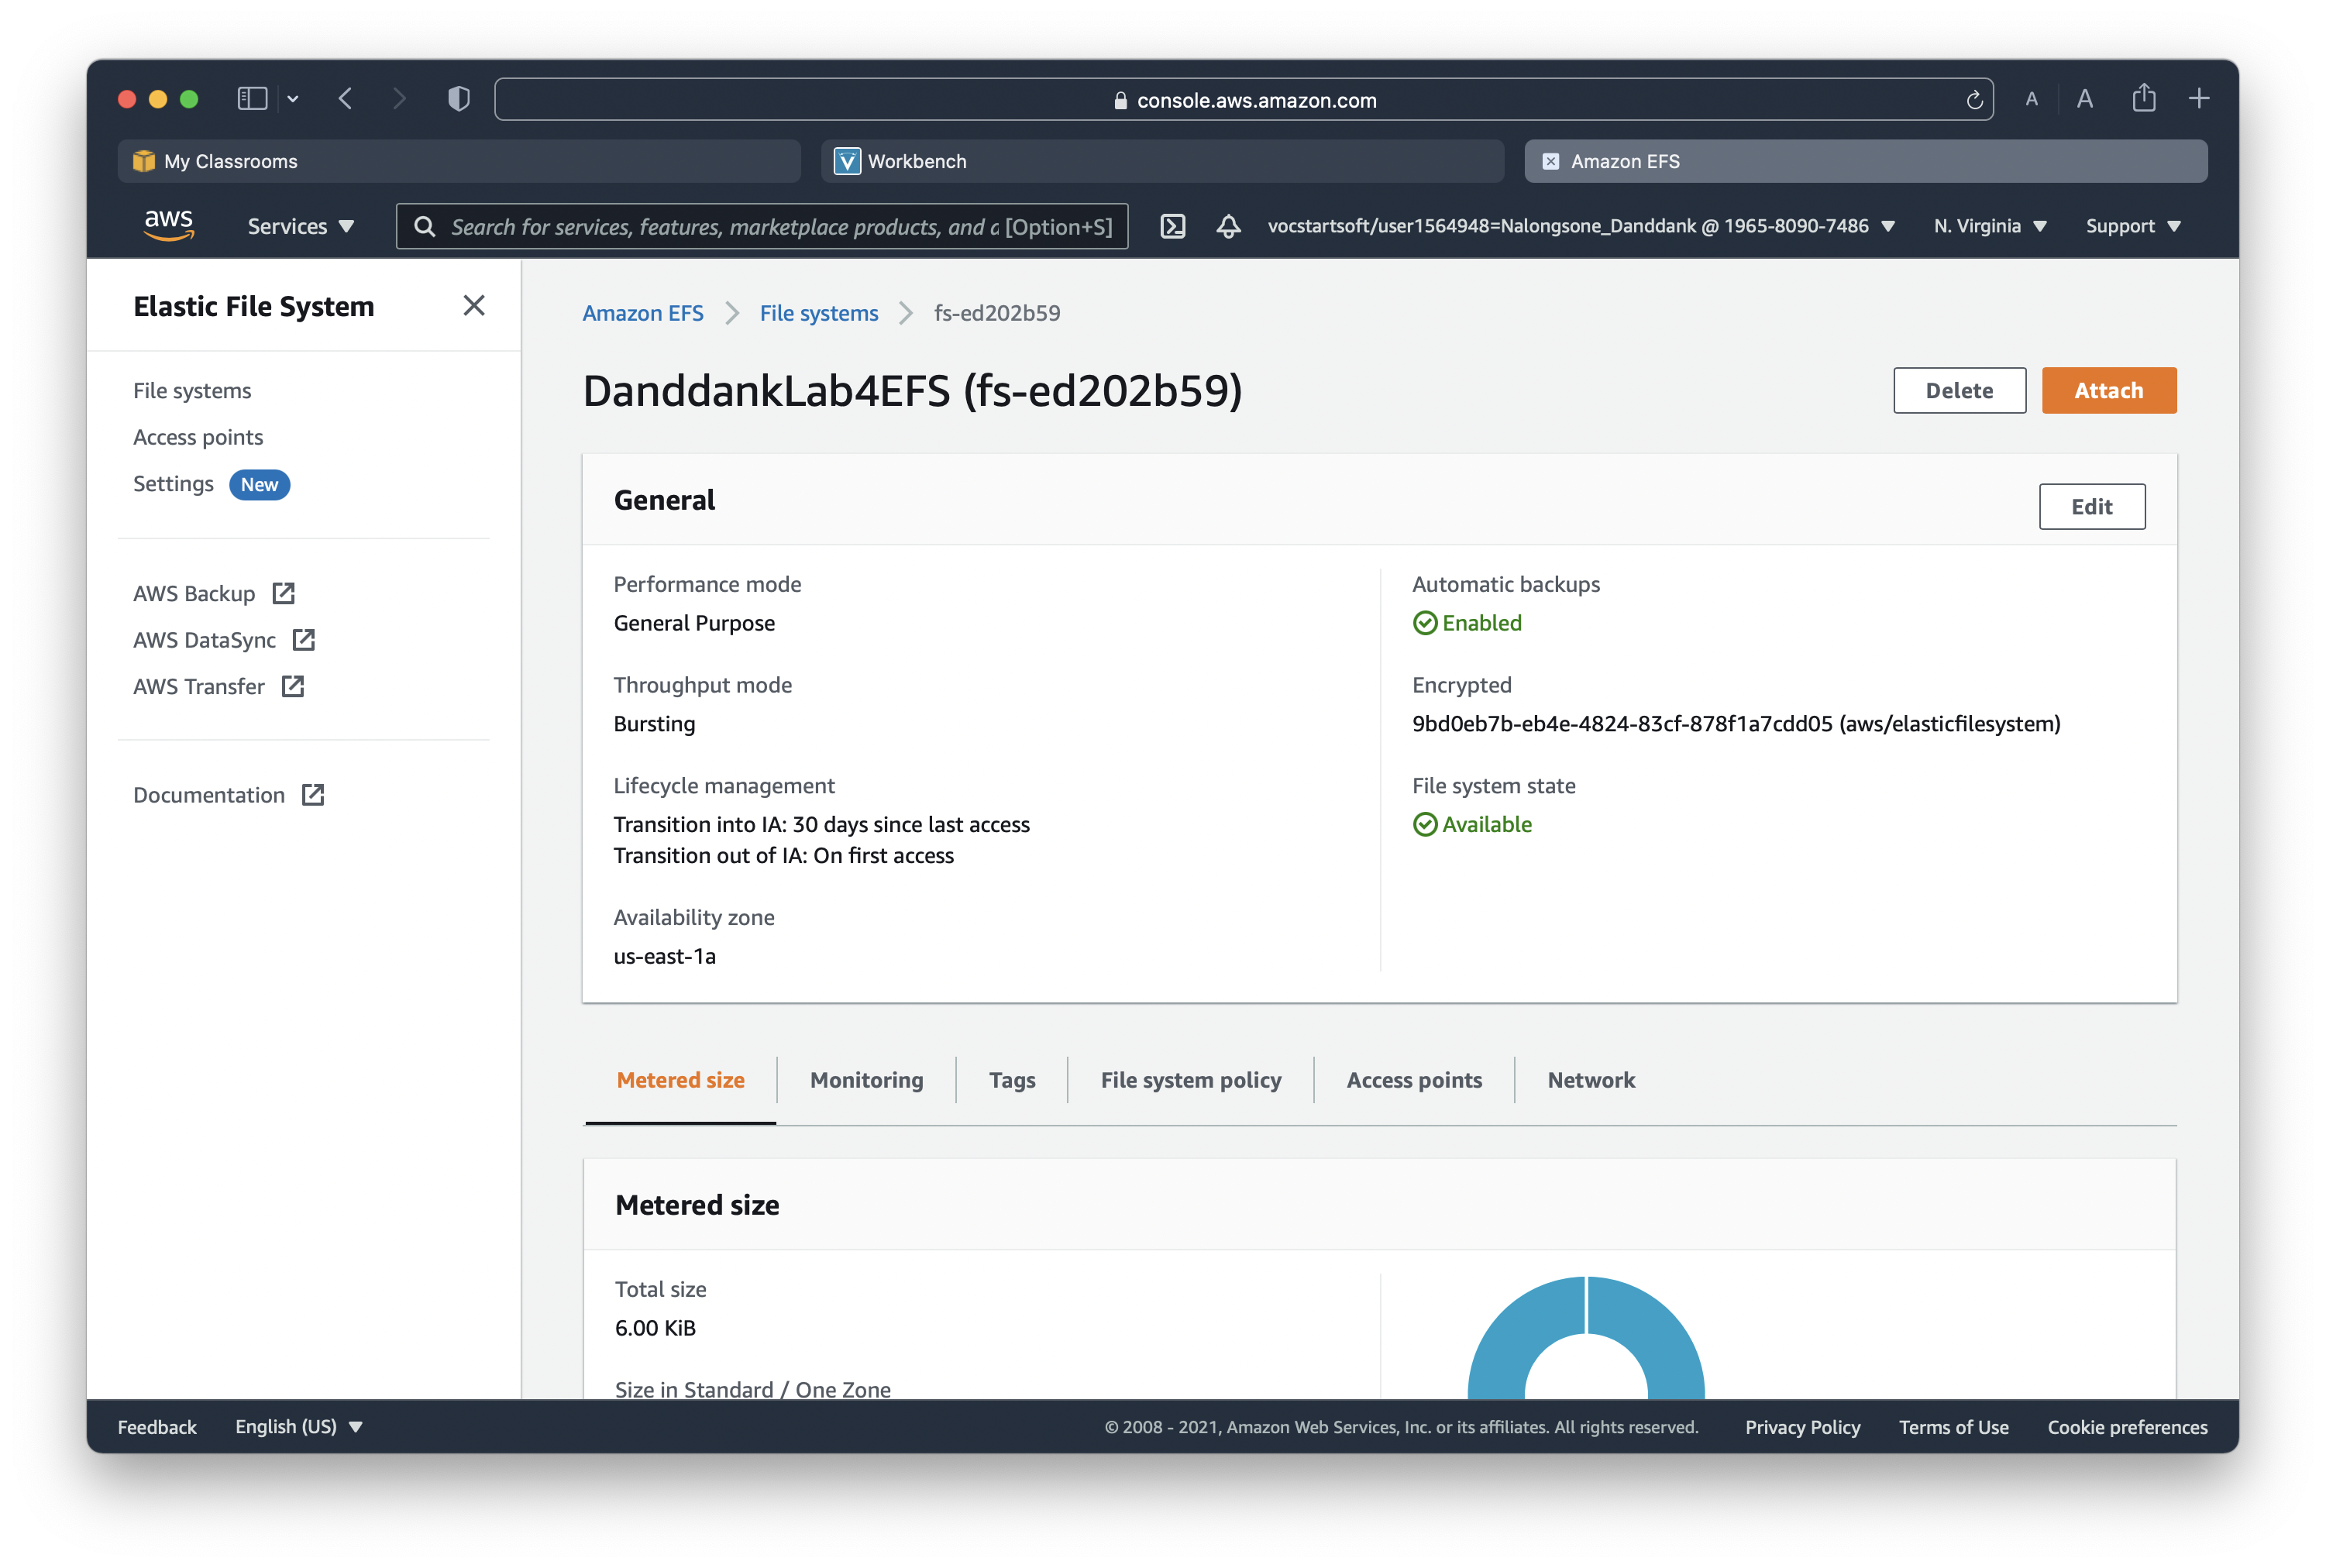 console.aws.amazon.com
A A
My Classrooms
Workbench
Amazon EFS
aws
Services
Search for services, features, marketplace products, and c [Option+S]
vocstartsoft/user1564948=Nalongsone_Danddank @ 1965-8090-7486
N. Virginia
Support
Elastic File System
File systems
Access points
Settings New
AWS Backup
AWS DataSync
AWS Transfer
Documentation
Amazon EFS File systems fs-ed202b59
DanddankLab4EFS (fs-ed202b59)
Delete
Attach
General
Edit
Performance mode
General Purpose
Throughput mode
Bursting
Lifecycle management
Transition into IA: 30 days since last access
Transition out of IA: On first access
Availability zone
us-east-1a
Automatic backups
Enabled
Encrypted
9bd0eb7b-eb4e-4824-83cf-878f1a7cdd05 (aws/elasticfilesystem)
File system state
Available
Metered size Monitoring Tags File system policy Access points Network
Metered size
Total size
6.00 KiB
Size in Standard / One Zone
Feedback
English (US)
© 2008 - 2021, Amazon Web Services, Inc. or its affiliates. All rights reserved.
Privacy Policy
Terms of Use
Cookie preferences